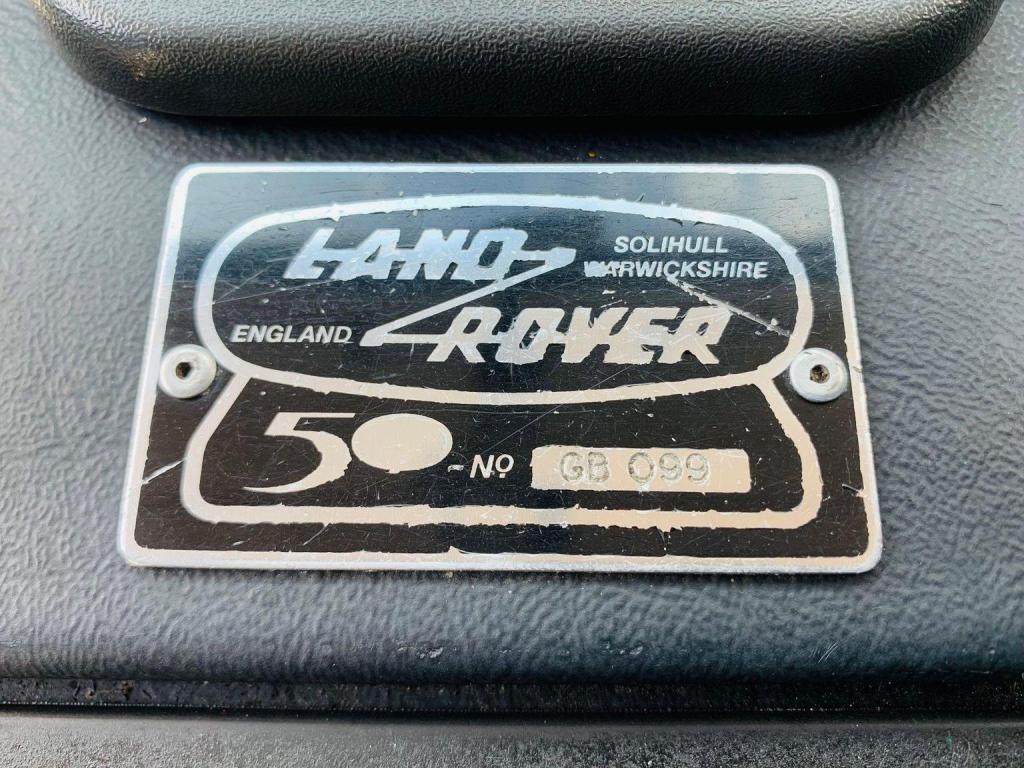 LAND
ROVER
SOLIHULL
WARWICKSHIRE
ENGLAND
50 - Nº GB 099